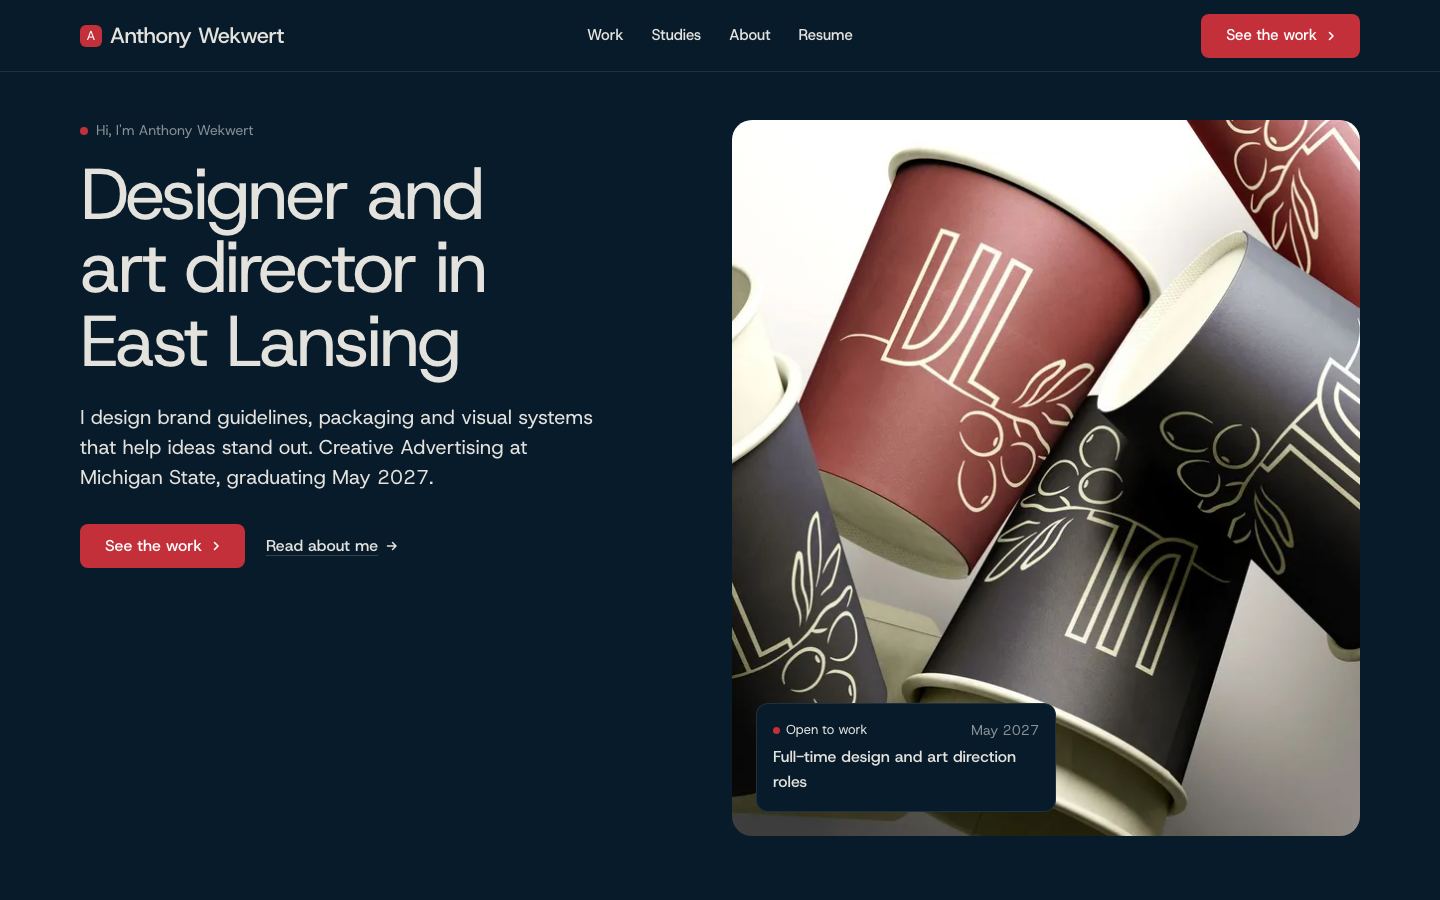 A Anthony Wekwert
Work Studies About Resume
See the work
Hi, I'm Anthony Wekwert
Designer and
art director in
East Lansing
I design brand guidelines, packaging and visual systems
that help ideas stand out. Creative Advertising at
Michigan State, graduating May 2027.
See the work
Read about me →
Open to work
May 2027
Full-time design and art direction
roles